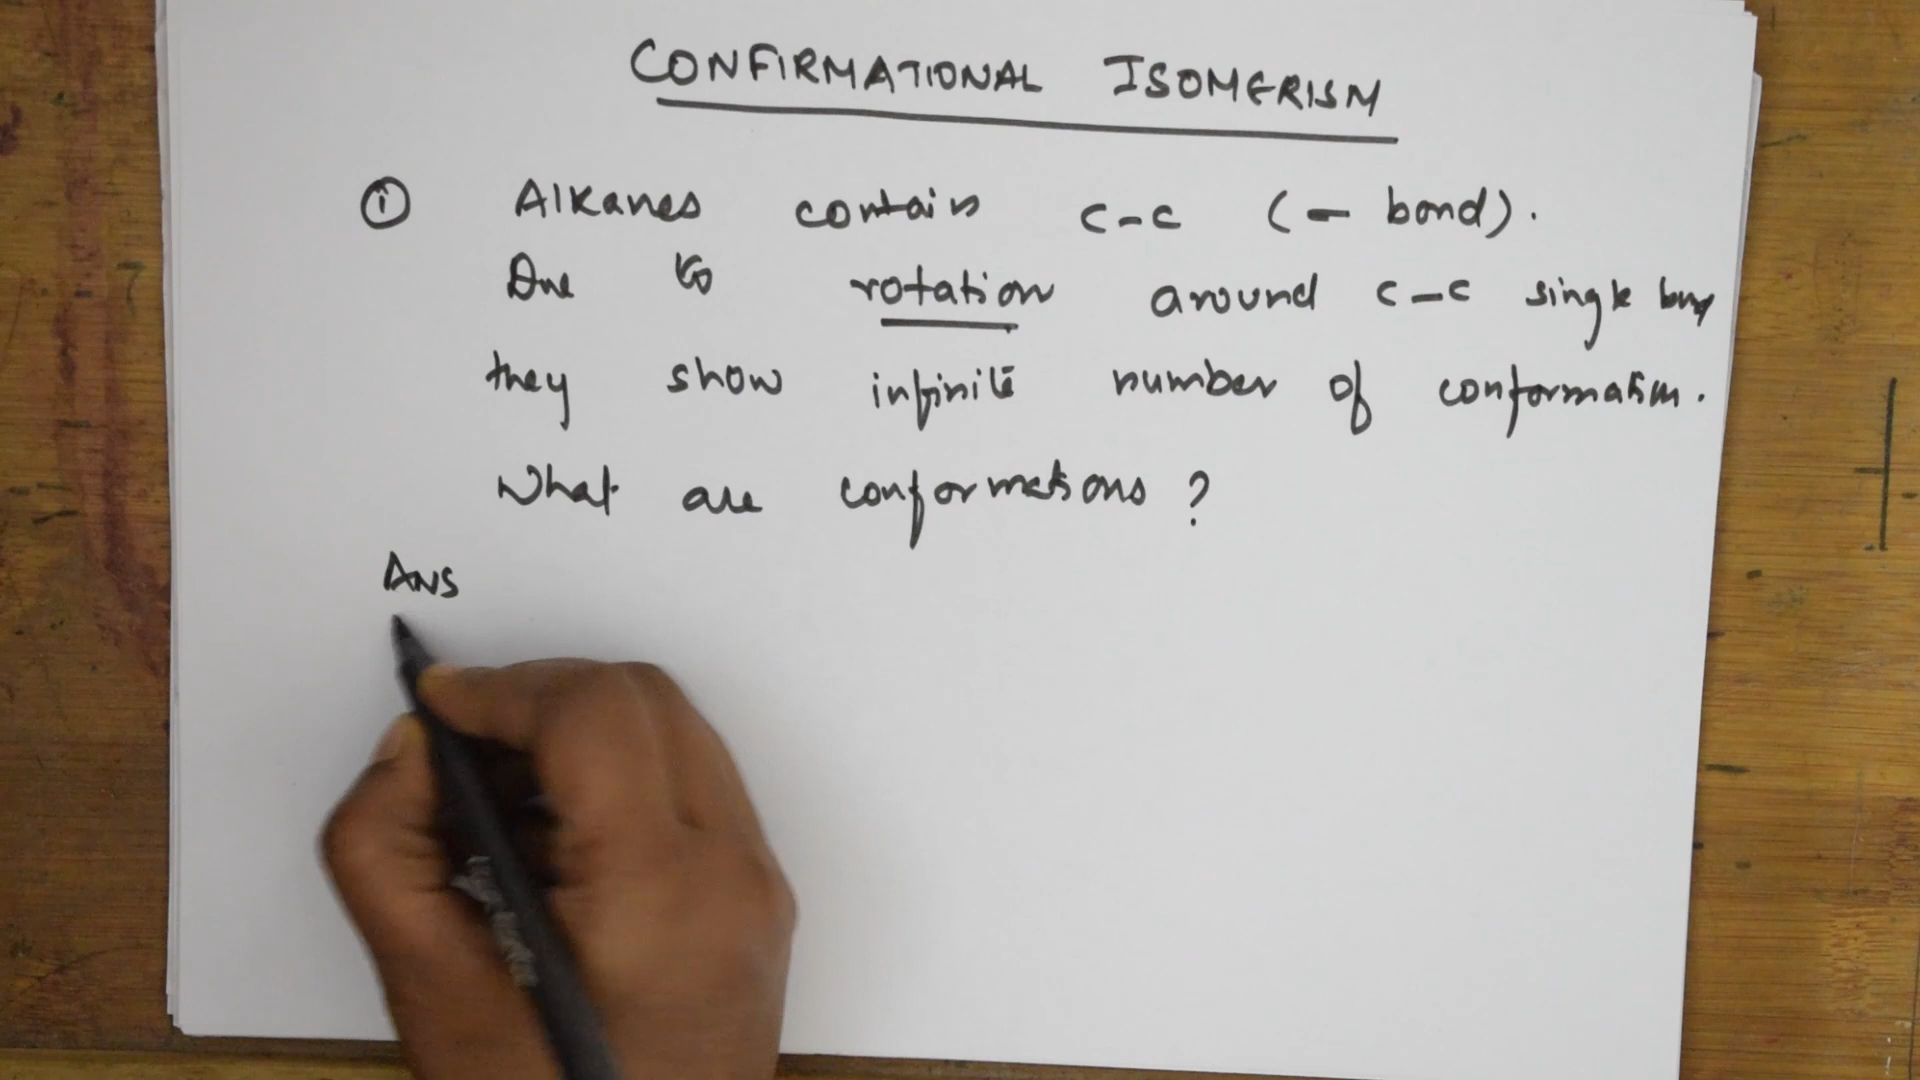 CONFIRMATIONAL ISOMERISM
① Alkanes contain c-c (- bond).
Due to rotation around c-c single bond
they show infinite number of conformation.
What are conformations?
ANS